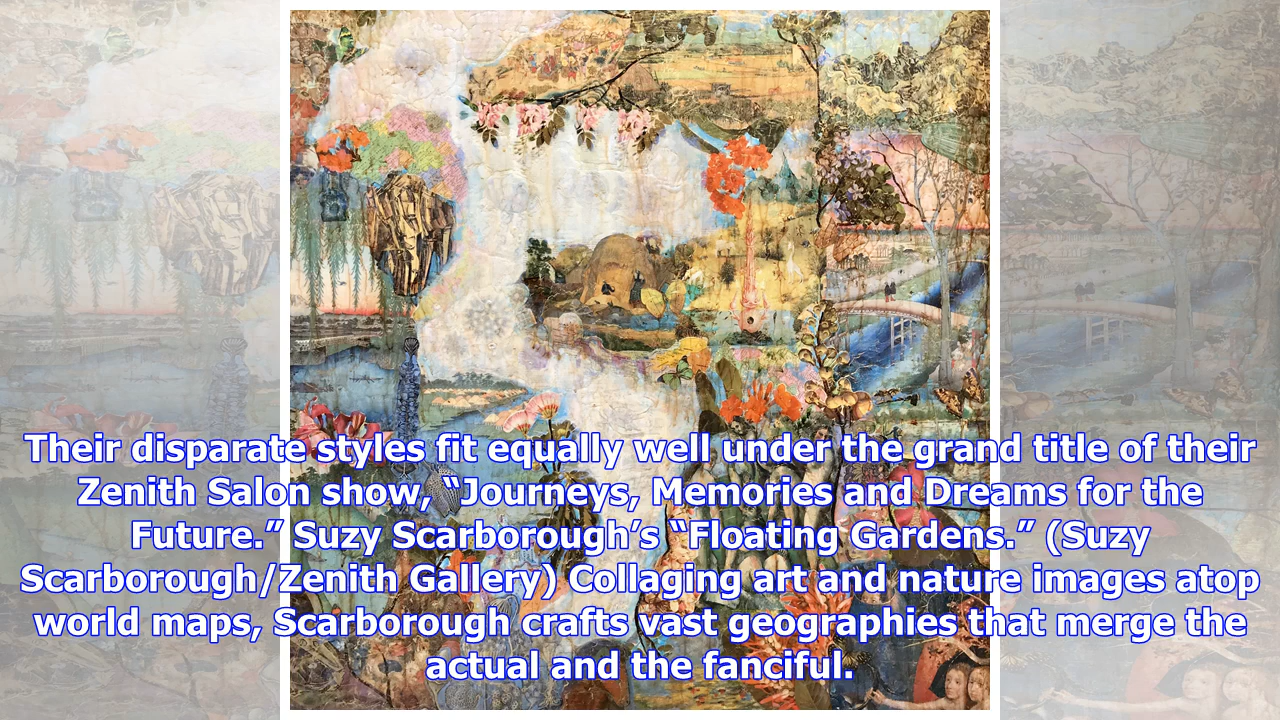 Their disparate styles fit equally well under the grand title of their
Zenith Salon show, “Journeys, Memories and Dreams for the
Future.” Suzy Scarborough’s “Floating Gardens.” (Suzy
Scarborough/Zenith Gallery) Collaging art and nature images atop
world maps, Scarborough crafts vast geographies that merge the
actual and the fanciful.